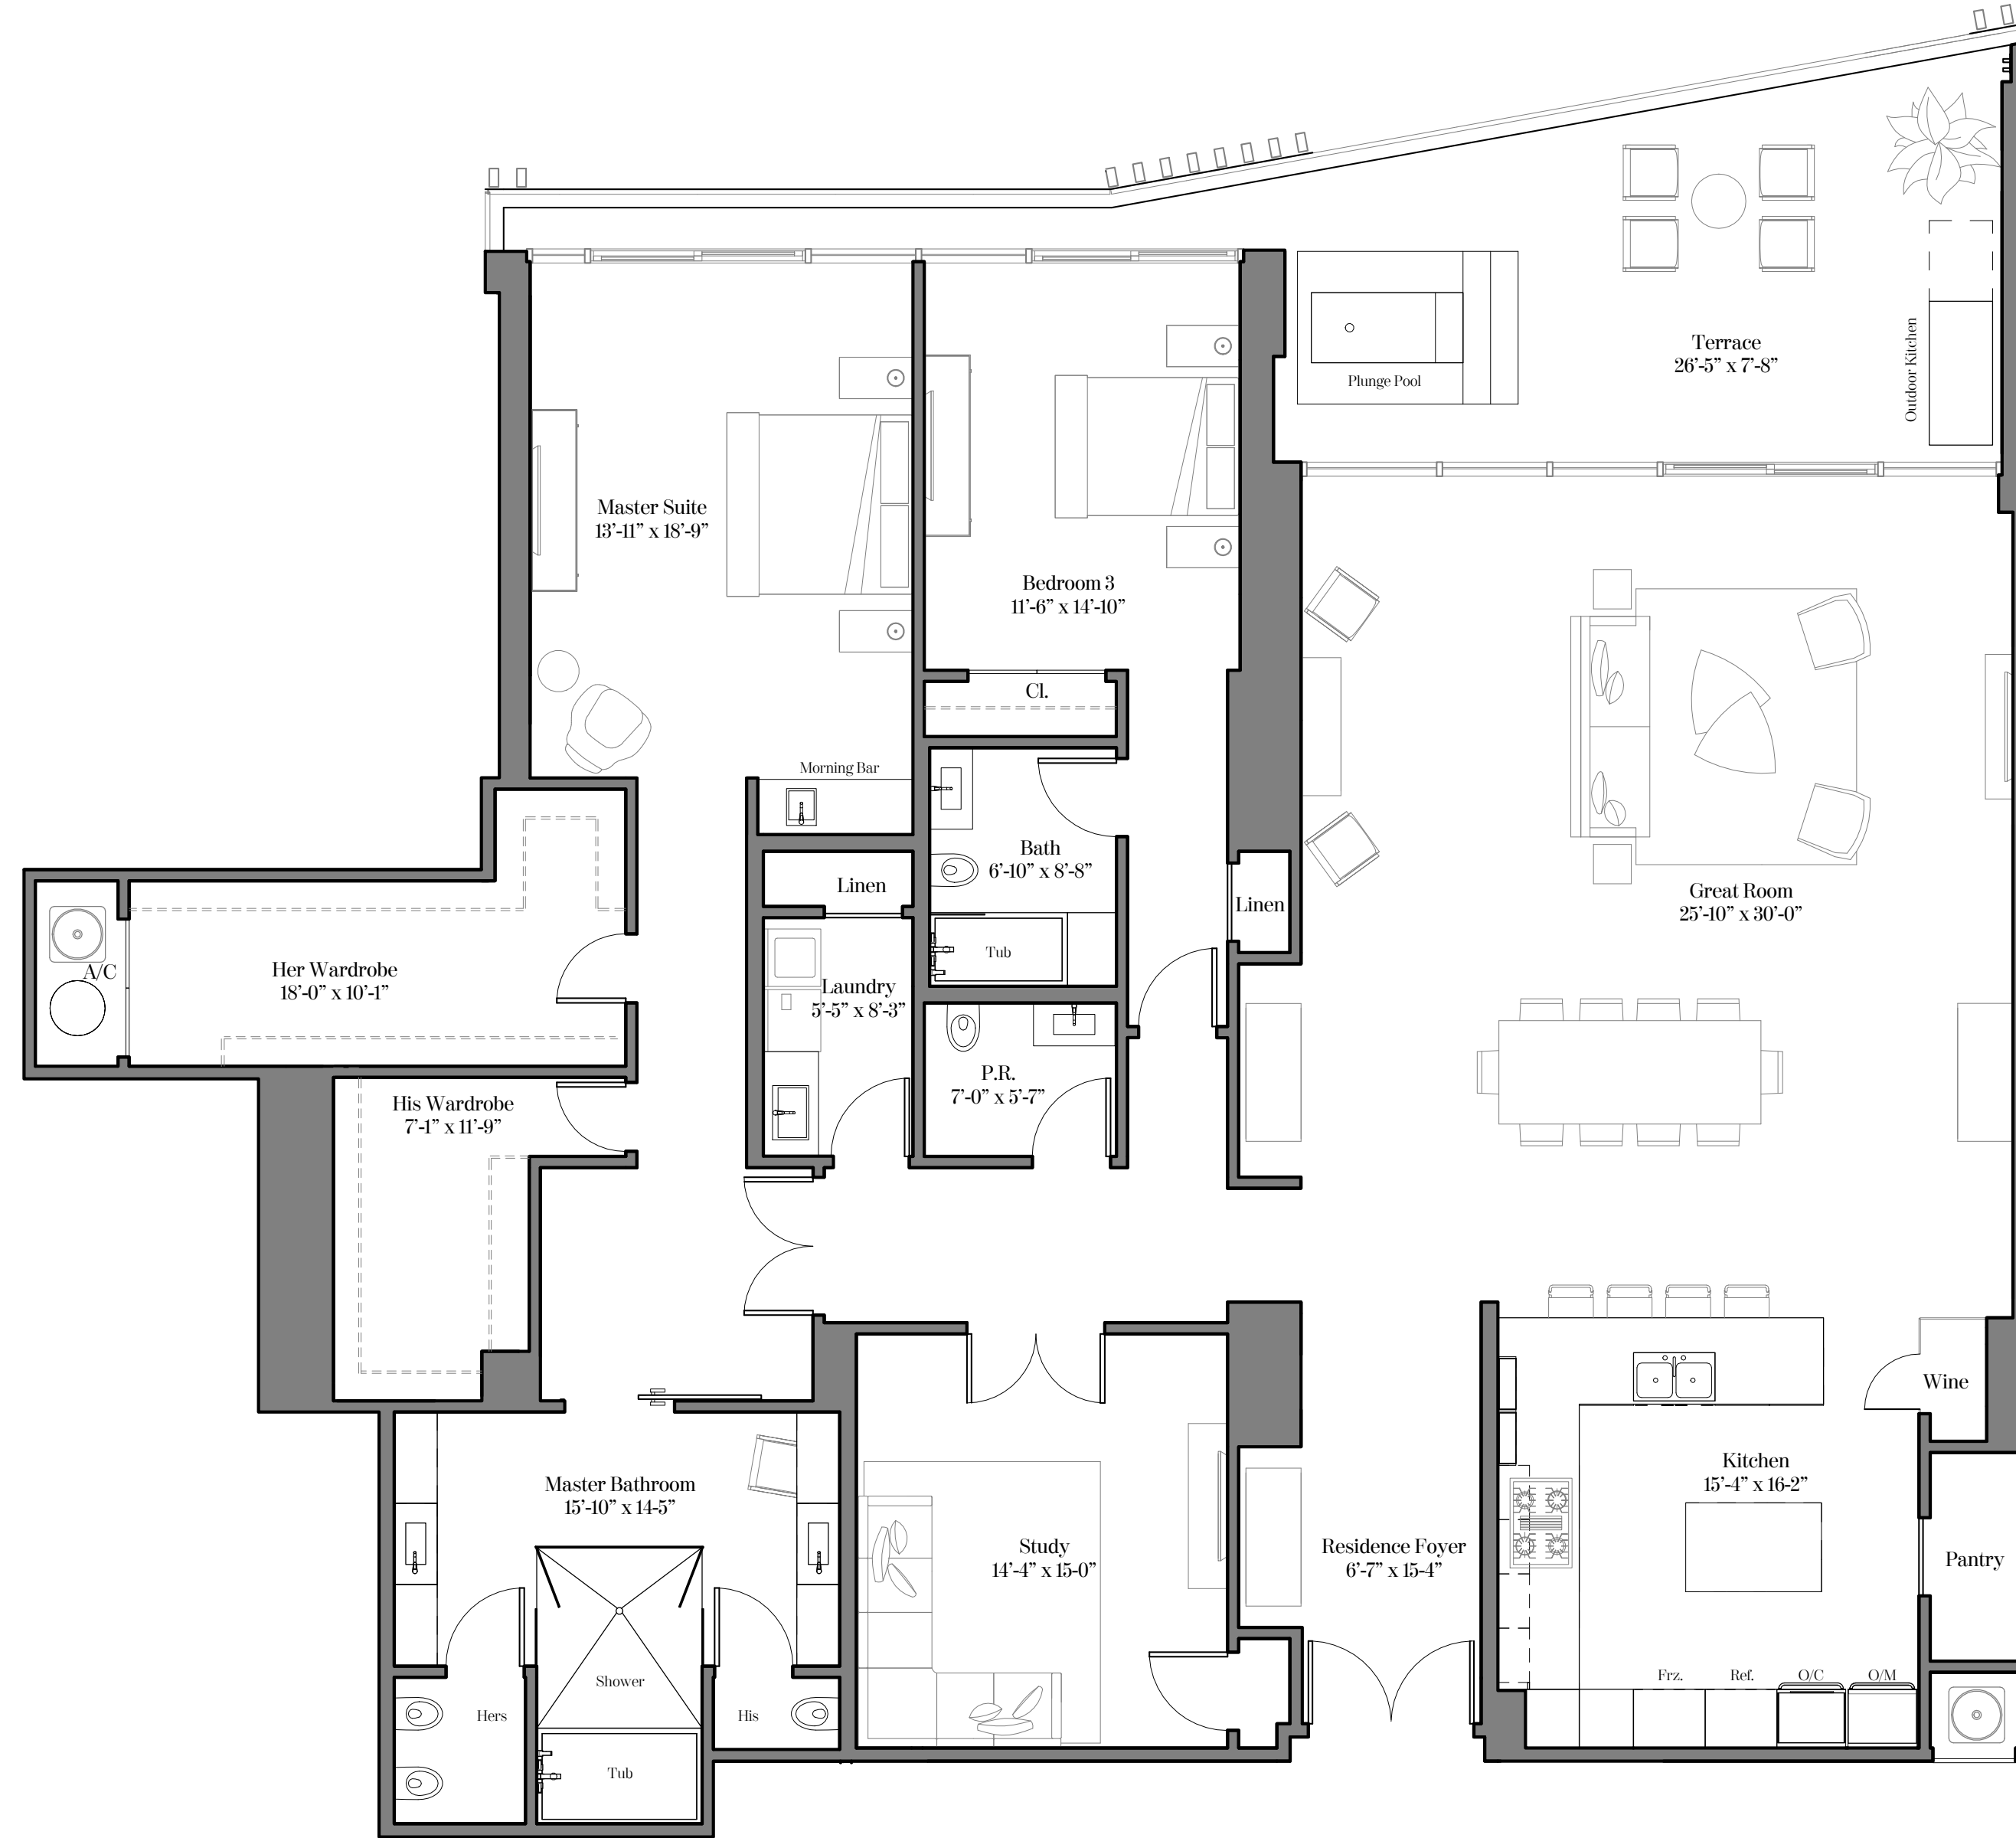 Terrace
26’-5” x 7’-8”
Plunge Pool
Outdoor Kitchen
Master Suite
13’-11” x 18’-9”
Bedroom 3
11’-6” x 14’-10”
Cl.
Morning Bar
Bath
6’-10” x 8’-8”
Linen
Linen
Great Room
25’-10” x 30’-0”
Tub
A/C
Her Wardrobe
18’-0” x 10’-1”
Laundry
5’-5” x 8’-3”
P.R.
7’-0” x 5’-7”
His Wardrobe
7’-1” x 11’-9”
Wine
Kitchen
15’-4” x 16-2”
Master Bathroom
15’-10” x 14-5”
Study
14’-4” x 15-0”
Residence Foyer
6’-7” x 15-4”
Pantry
Frz.
Ref.
O/C
O/M
Shower
Hers
His
Tub